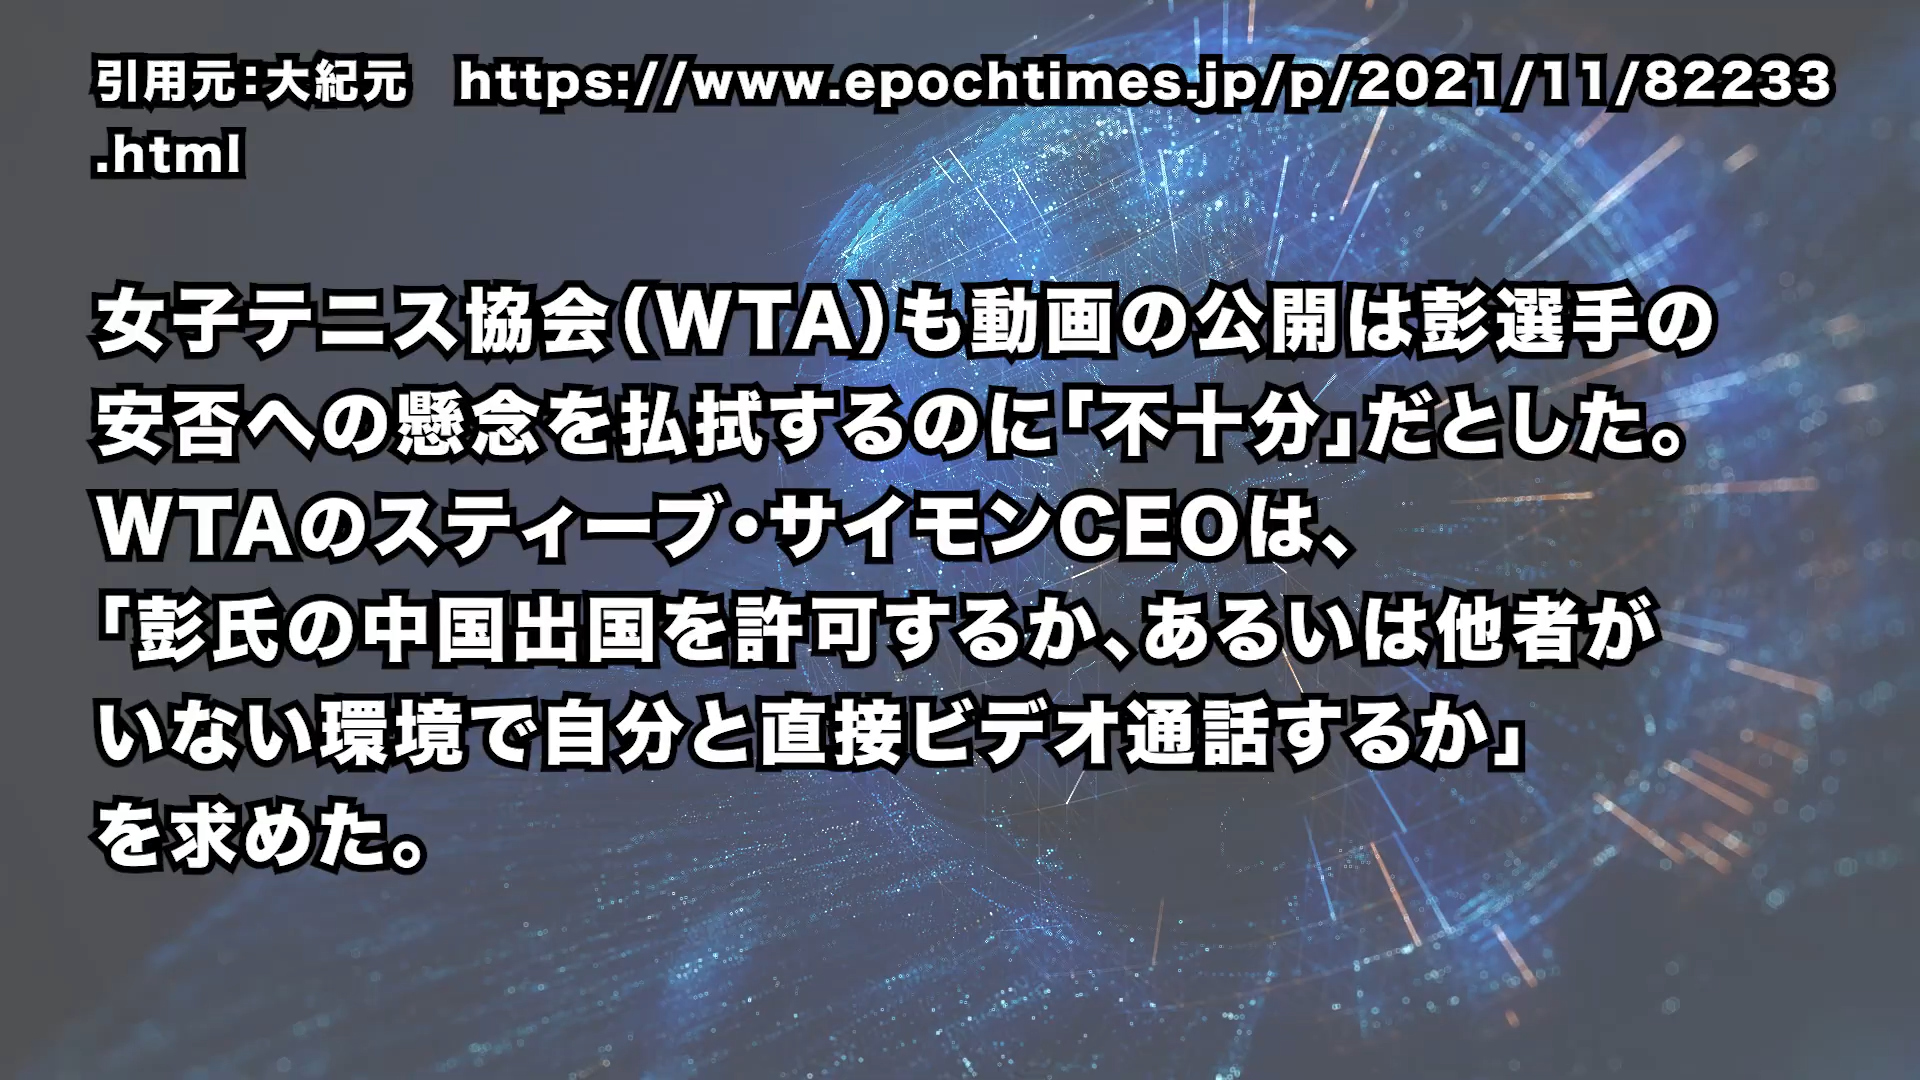 引用元：大紀元　https://www.epochtimes.jp/p/2021/11/82233
.html
女子テニス協会（WTA）も動画の公開は彭選手の
安否への懸念を払拭するのに「不十分」だとした。
WTAのスティーブ・サイモンCEOは、
「彭氏の中国出国を許可するか、あるいは他者が
いない環境で自分と直接ビデオ通話するか」
を求めた。